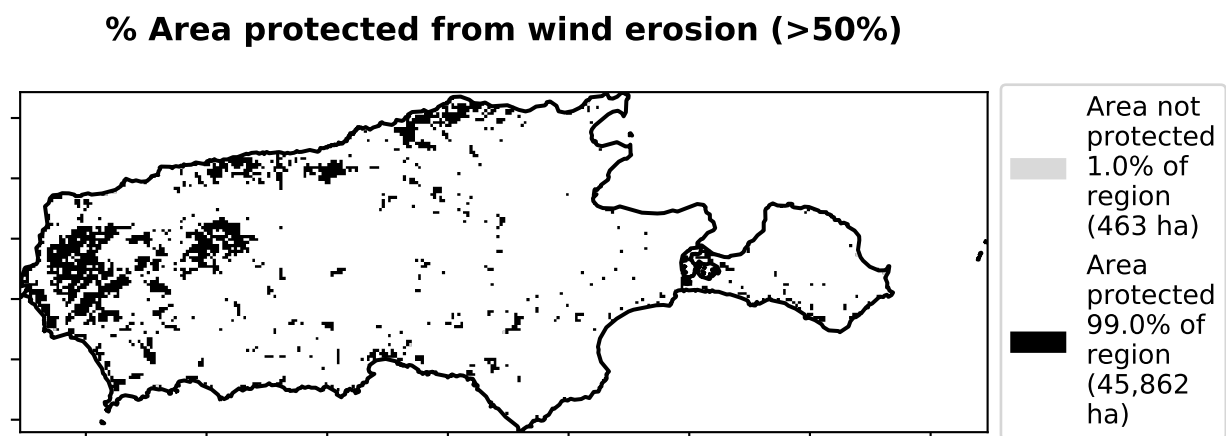 % Area protected from wind erosion (>50%)
Area not
protected
1.0% of
region
(463 ha)
Area
protected
99.0% of
region
(45,862
ha)